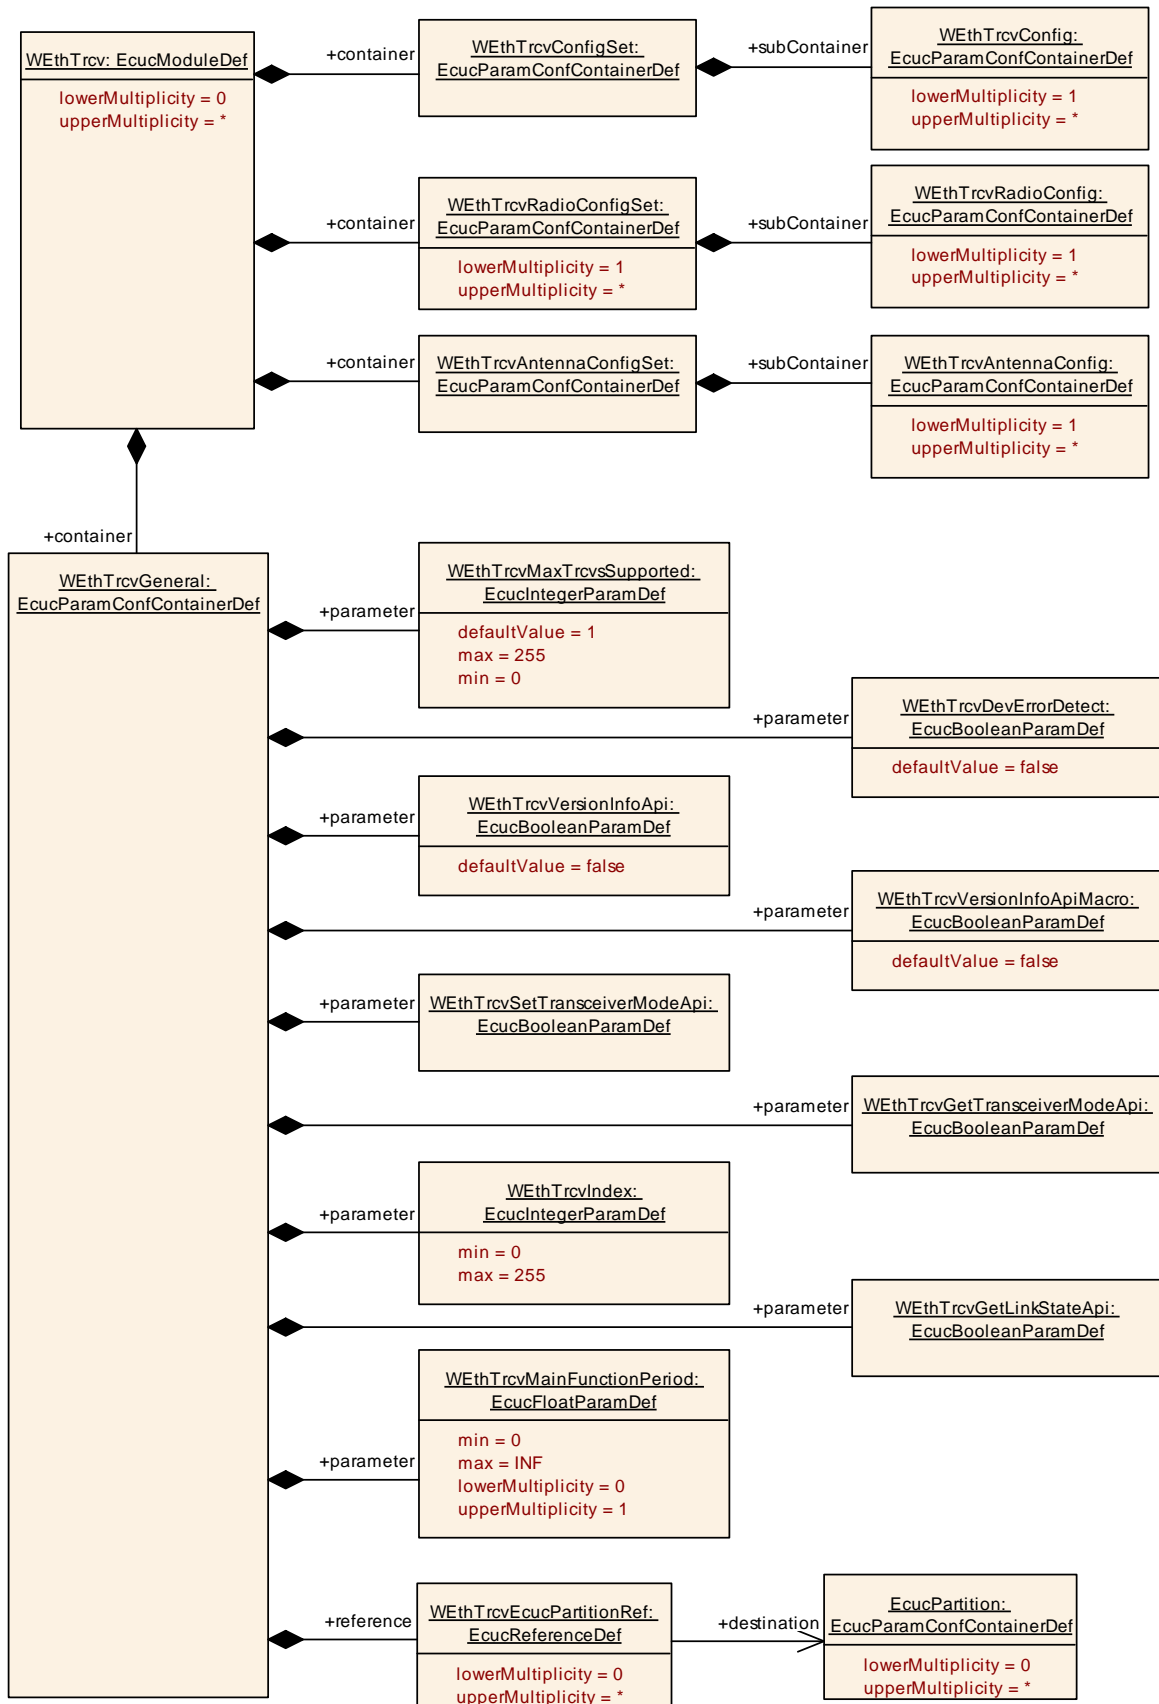 WEthTrcv: EcucModuleDef
lowerMultiplicity = 0
upperMultiplicity = *
+container
WEthTrcvConfigSet:
EcucParamConfContainerDef
+subContainer
WEthTrcvConfig:
EcucParamConfContainerDef
lowerMultiplicity = 1
upperMultiplicity = *
+container
WEthTrcvRadioConfigSet:
EcucParamConfContainerDef
lowerMultiplicity = 1
upperMultiplicity = *
+subContainer
WEthTrcvRadioConfig:
EcucParamConfContainerDef
lowerMultiplicity = 1
upperMultiplicity = *
+container
WEthTrcvAntennaConfigSet:
EcucParamConfContainerDef
+subContainer
WEthTrcvAntennaConfig:
EcucParamConfContainerDef
lowerMultiplicity = 1
upperMultiplicity = *
+container
WEthTrcvGeneral:
EcucParamConfContainerDef
+parameter
WEthTrcvMaxTrcvsSupported:
EcucIntegerParamDef
defaultValue = 1
max = 255
min = 0
+parameter
WEthTrcvDevErrorDetect:
EcucBooleanParamDef
defaultValue = false
+parameter
WEthTrcvVersionInfoApi:
EcucBooleanParamDef
defaultValue = false
+parameter
WEthTrcvVersionInfoApiMacro:
EcucBooleanParamDef
defaultValue = false
+parameter
WEthTrcvSetTransceiverModeApi:
EcucBooleanParamDef
+parameter
WEthTrcvGetTransceiverModeApi:
EcucBooleanParamDef
+parameter
WEthTrcvIndex:
EcucIntegerParamDef
min = 0
max = 255
+parameter
WEthTrcvGetLinkStateApi:
EcucBooleanParamDef
+parameter
WEthTrcvMainFunctionPeriod:
EcucFloatParamDef
min = 0
max = INF
lowerMultiplicity = 0
upperMultiplicity = 1
+reference
WEthTrcvEcucPartitionRef:
EcucReferenceDef
lowerMultiplicity = 0
upperMultiplicity = *
+destination
EcucPartition:
EcucParamConfContainerDef
lowerMultiplicity = 0
upperMultiplicity = *